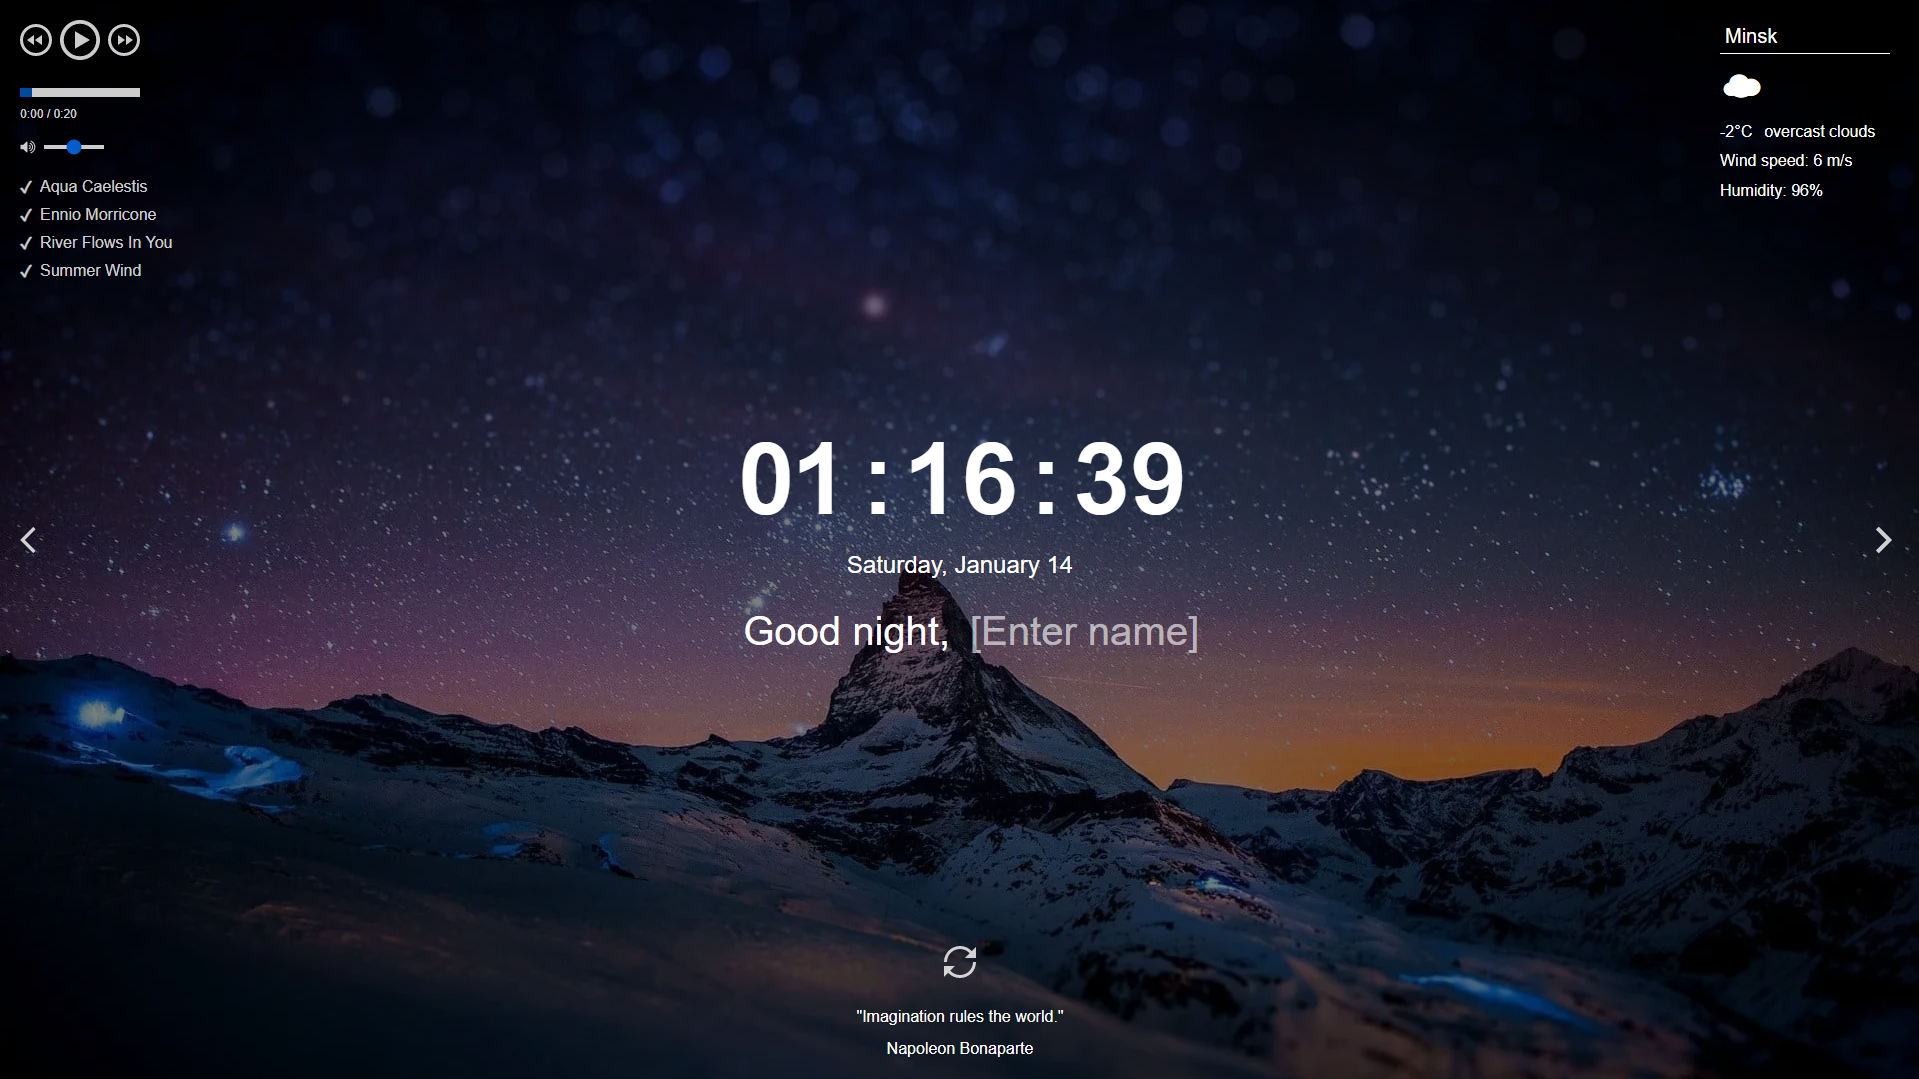 0:00 / 0:20
Aqua Caelestis
Ennio Morricone
River Flows In You
Summer Wind
Minsk
-2°C overcast clouds
Wind speed: 6 m/s
Humidity: 96%
01:16:39
Saturday, January 14
Good night, [Enter name]
"Imagination rules the world."
Napoleon Bonaparte